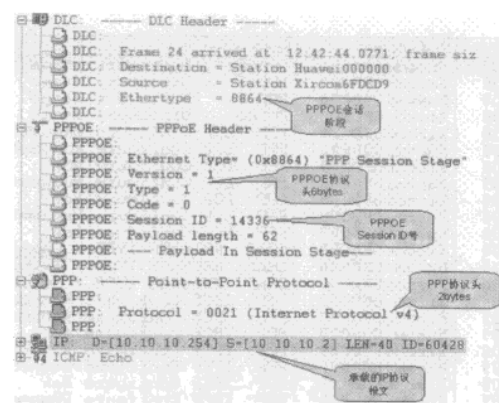 DLC: ----- DLC Header -----
DLC:
DLC: Frame 24 arrived at 12:42:44.0771; frame siz
DLC: Destination = Station Huawei000000
DLC: Source = Station Xircom6FDCD9
DLC: Ethertype = 8864
DLC:
PPPOE会话
阶段
PPPOE: ----- PPPoE Header -----
PPPOE:
PPPOE: Ethernet Type= (0x8864) "PPP Session Stage"
PPPOE: Version = 1
PPPOE: Type = 1
PPPOE: Code = 0
PPPOE协议
头6bytes
PPPOE: Session ID = 14336
PPPOE: Payload length = 62
PPPOE: --- Payload In Session Stage---
PPPOE:
PPPOE
Session ID号
PPP: ----- Point-to-Point Protocol -----
PPP:
PPP: Protocol = 0021 (Internet Protocol v4)
PPP:
PPP协议头
2bytes
IP: D=[10.10.10.254] S=[10.10.10.2] LEN=40 ID=60428
ICMP: Echo
承载的IP协议
报文